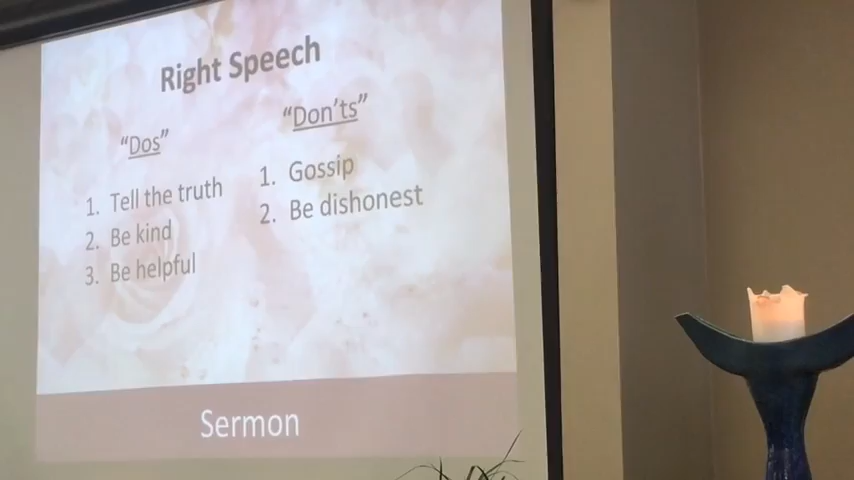 Right Speech
“Dos”
1. Tell the truth
2. Be kind
3. Be helpful
“Don’ts”
1. Gossip
2. Be dishonest
Sermon